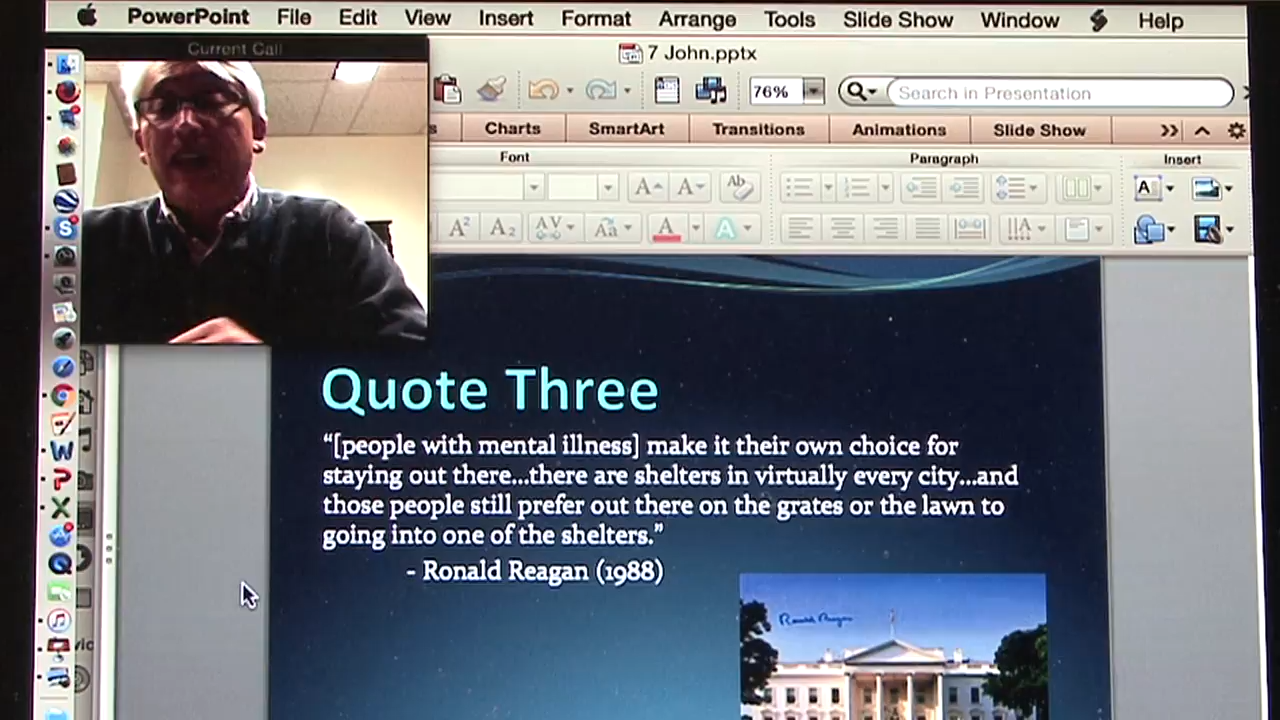 PowerPoint File Edit View Insert Format Arrange Tools Slide Show Window Help
Current Call
7 John.pptx
76% Search in Presentation
s Charts SmartArt Transitions Animations Slide Show
Font Paragraph Insert
Quote Three
“[people with mental illness] make it their own choice for
staying out there...there are shelters in virtually every city...and
those people still prefer out there on the grates or the lawn to
going into one of the shelters.”
- Ronald Reagan (1988)
Ronald Reagan